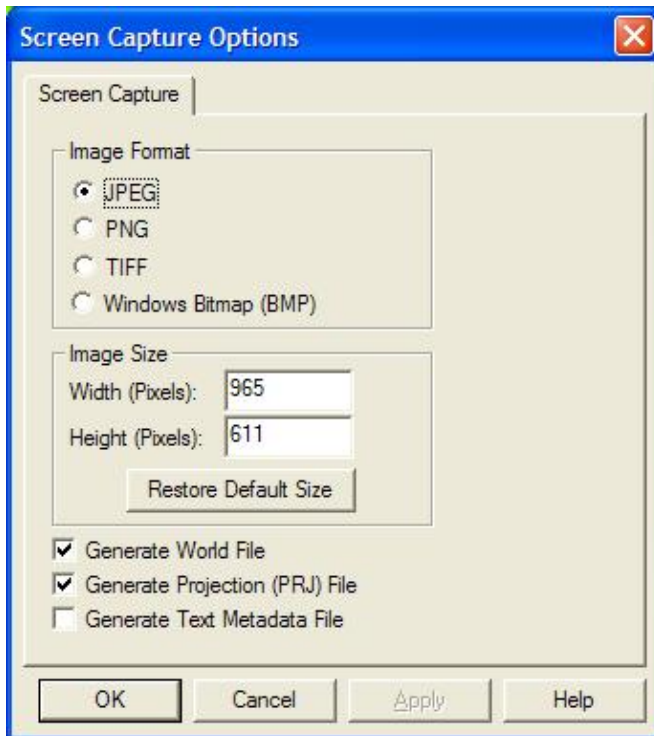 Screen Capture Options
Screen Capture
Image Format
JPEG
PNG
TIFF
Windows Bitmap (BMP)
Image Size
Width (Pixels): 965
Height (Pixels): 611
Restore Default Size
Generate World File
Generate Projection (PRJ) File
Generate Text Metadata File
OK Cancel Apply Help